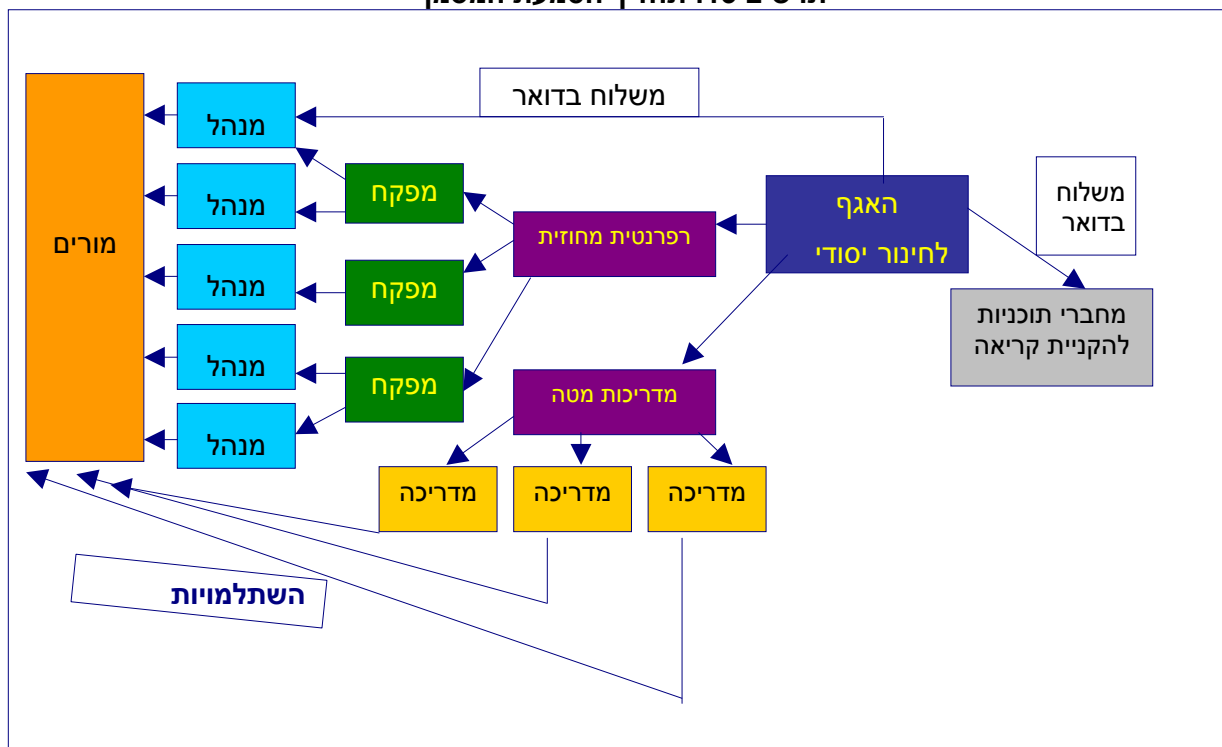 משלוח בדואר
מנהל
מנהל
מנהל
מנהל
מנהל
מורים
מפקח
מפקח
מפקח
רפרנטית מחוזית
האגף
לחינור יסודי
משלוח
בדואר
מחברי תוכניות
להקניית קריאה
מדריכות מטה
מדריכה
מדריכה
מדריכה
השתלמויות